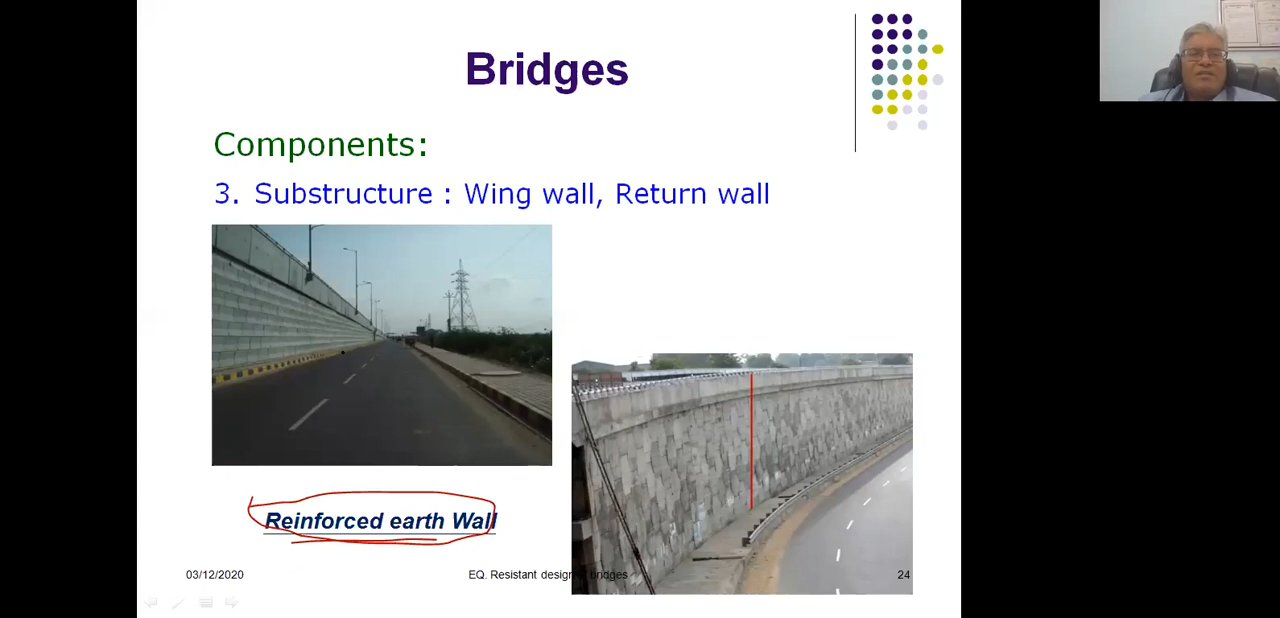 Bridges
Components:
3. Substructure : Wing wall, Return wall
Reinforced earth Wall
03/12/2020
EQ. Resistant design of bridges
24